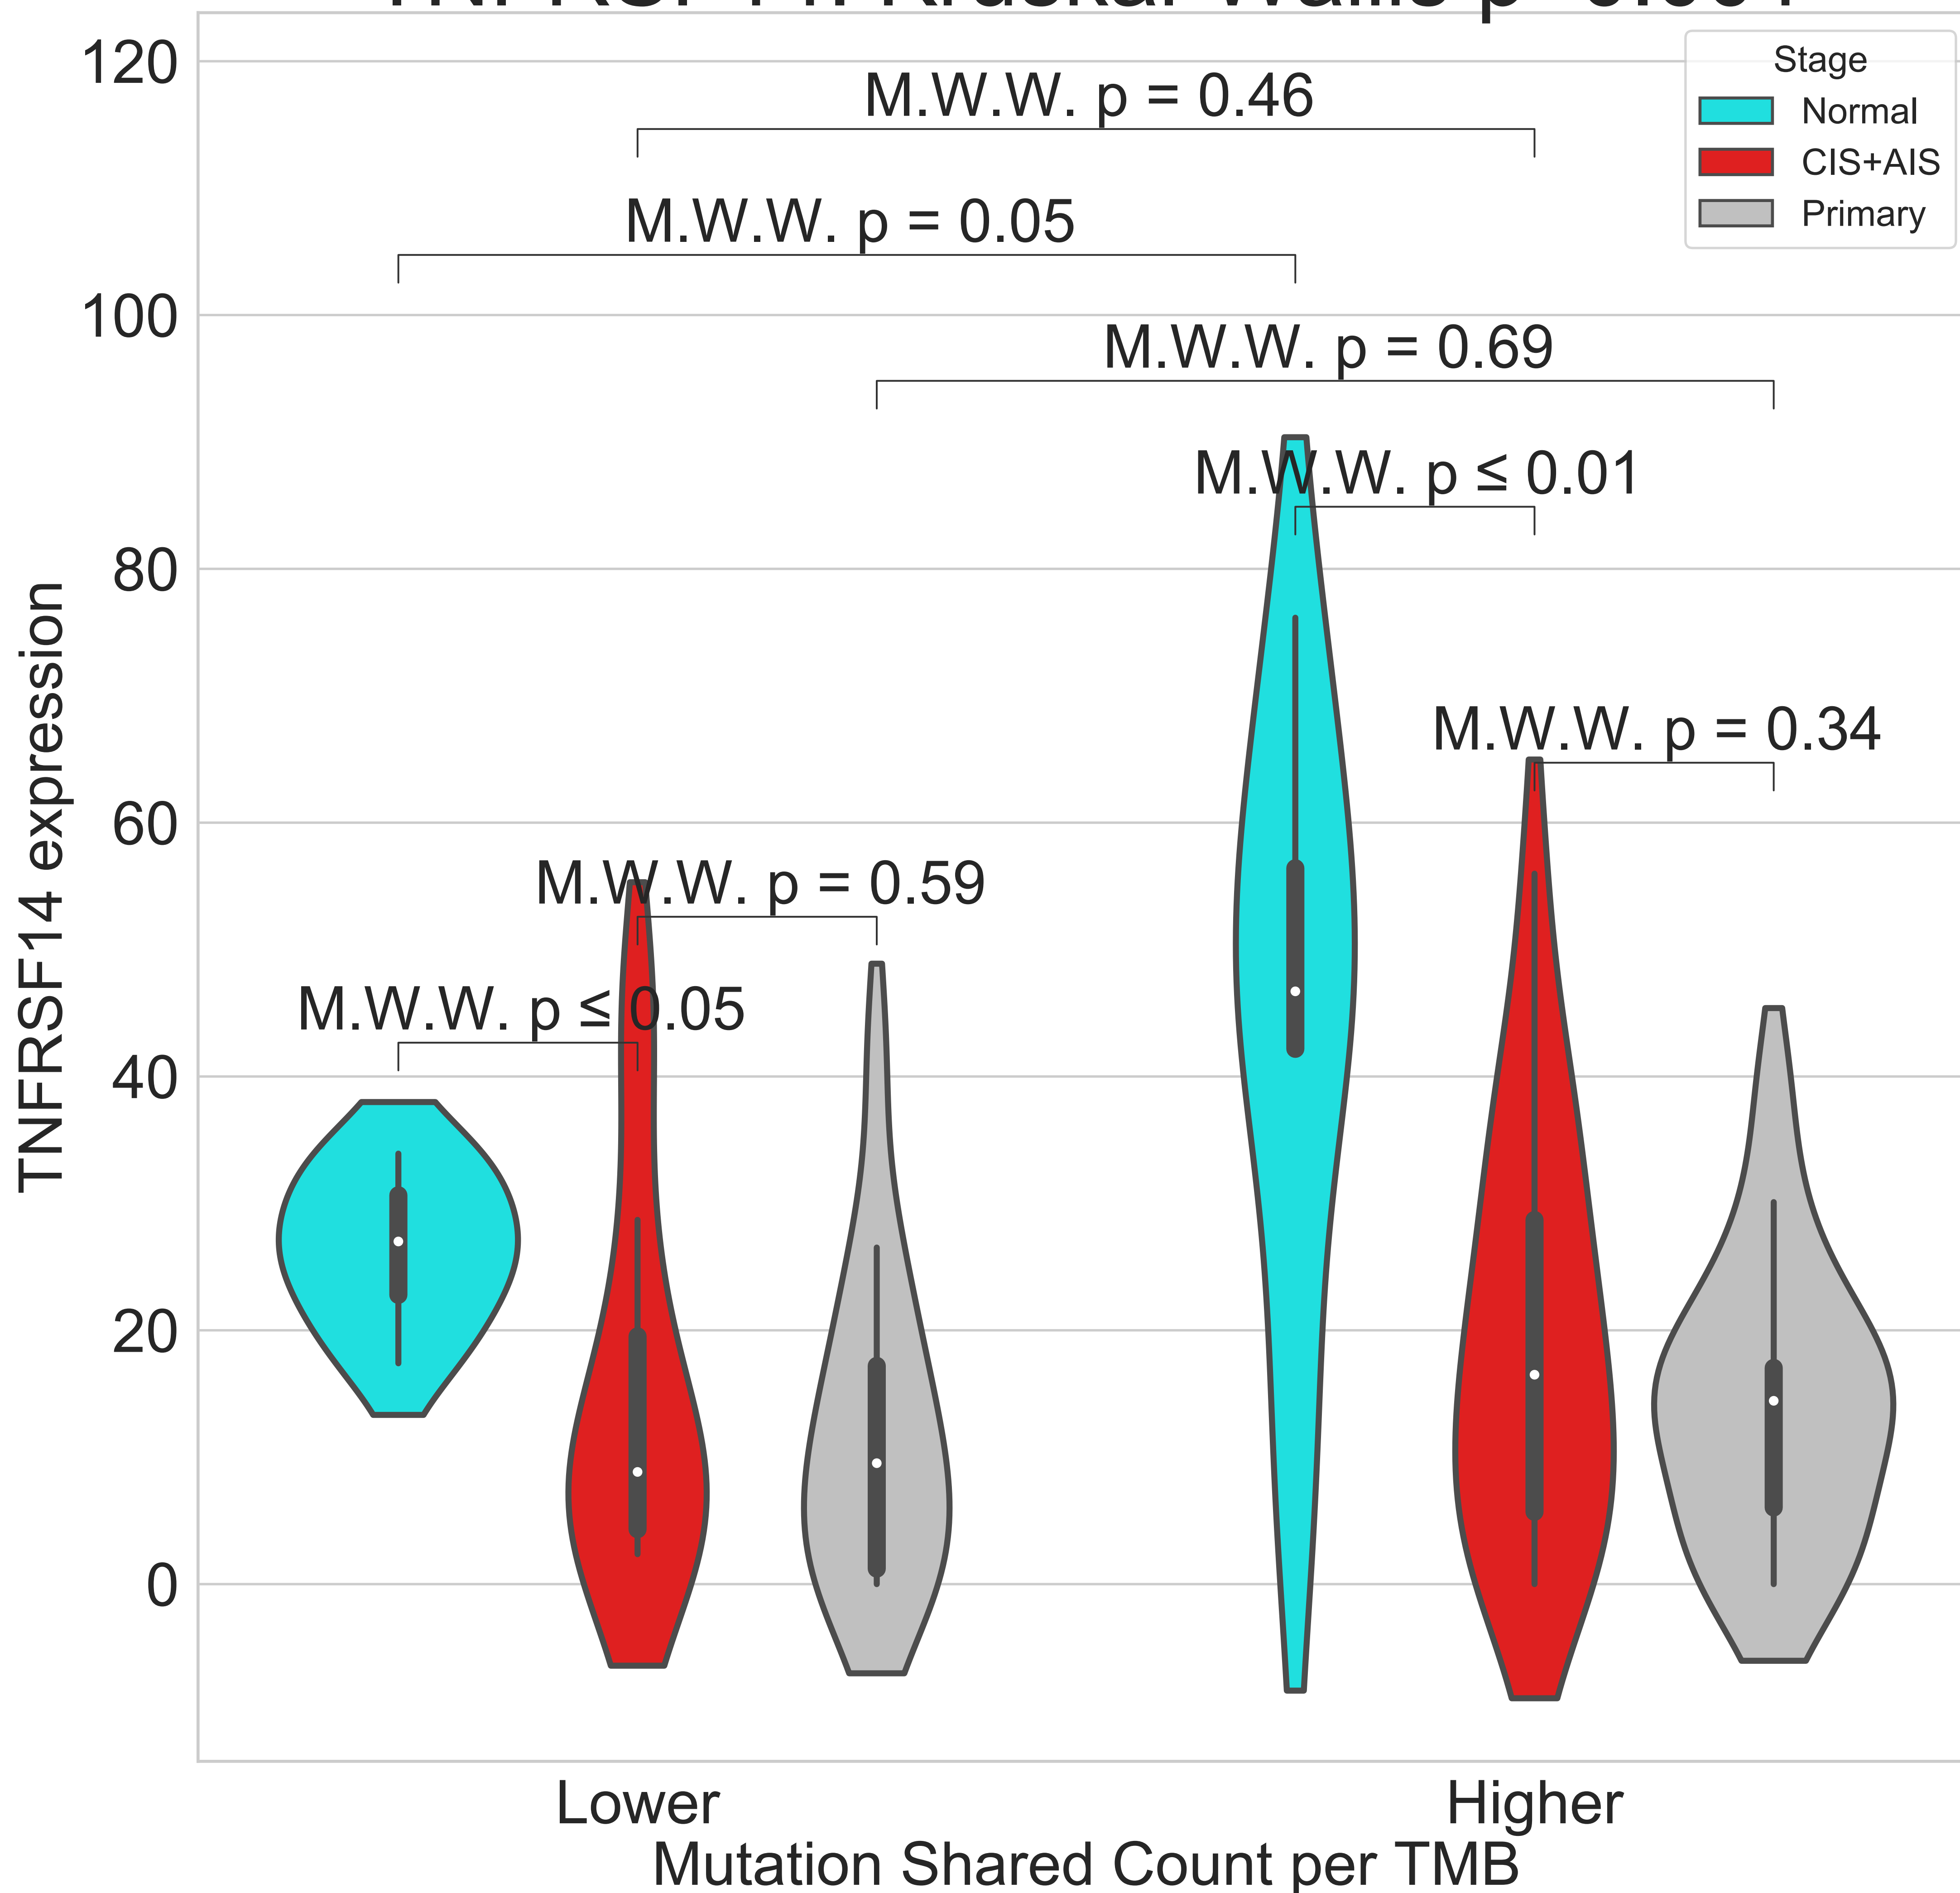 120
100
80
60
40
20
0
TNFRSF14 expression
Stage
Normal
CIS+AIS
Primary
M.W.W. p = 0.46
M.W.W. p = 0.05
M.W.W. p = 0.69
M.W.W. p ≤ 0.01
M.W.W. p = 0.34
M.W.W. p = 0.59
M.W.W. p ≤ 0.05
Lower
Higher
Mutation Shared Count per TMB